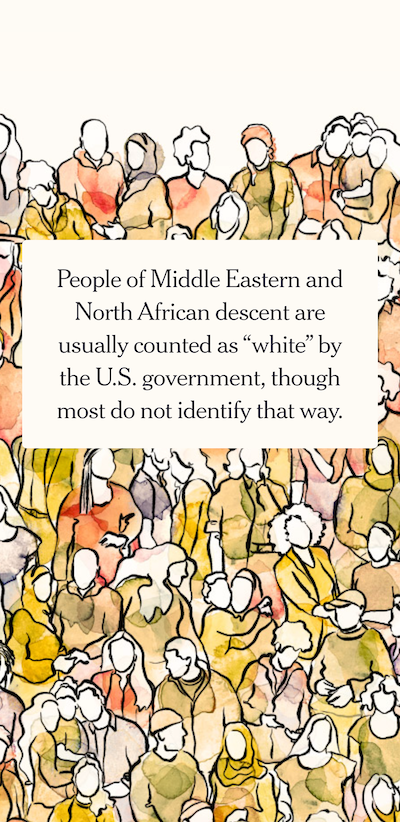 People of Middle Eastern and
North African descent are
usually counted as “white” by
the U.S. government, though
most do not identify that way.